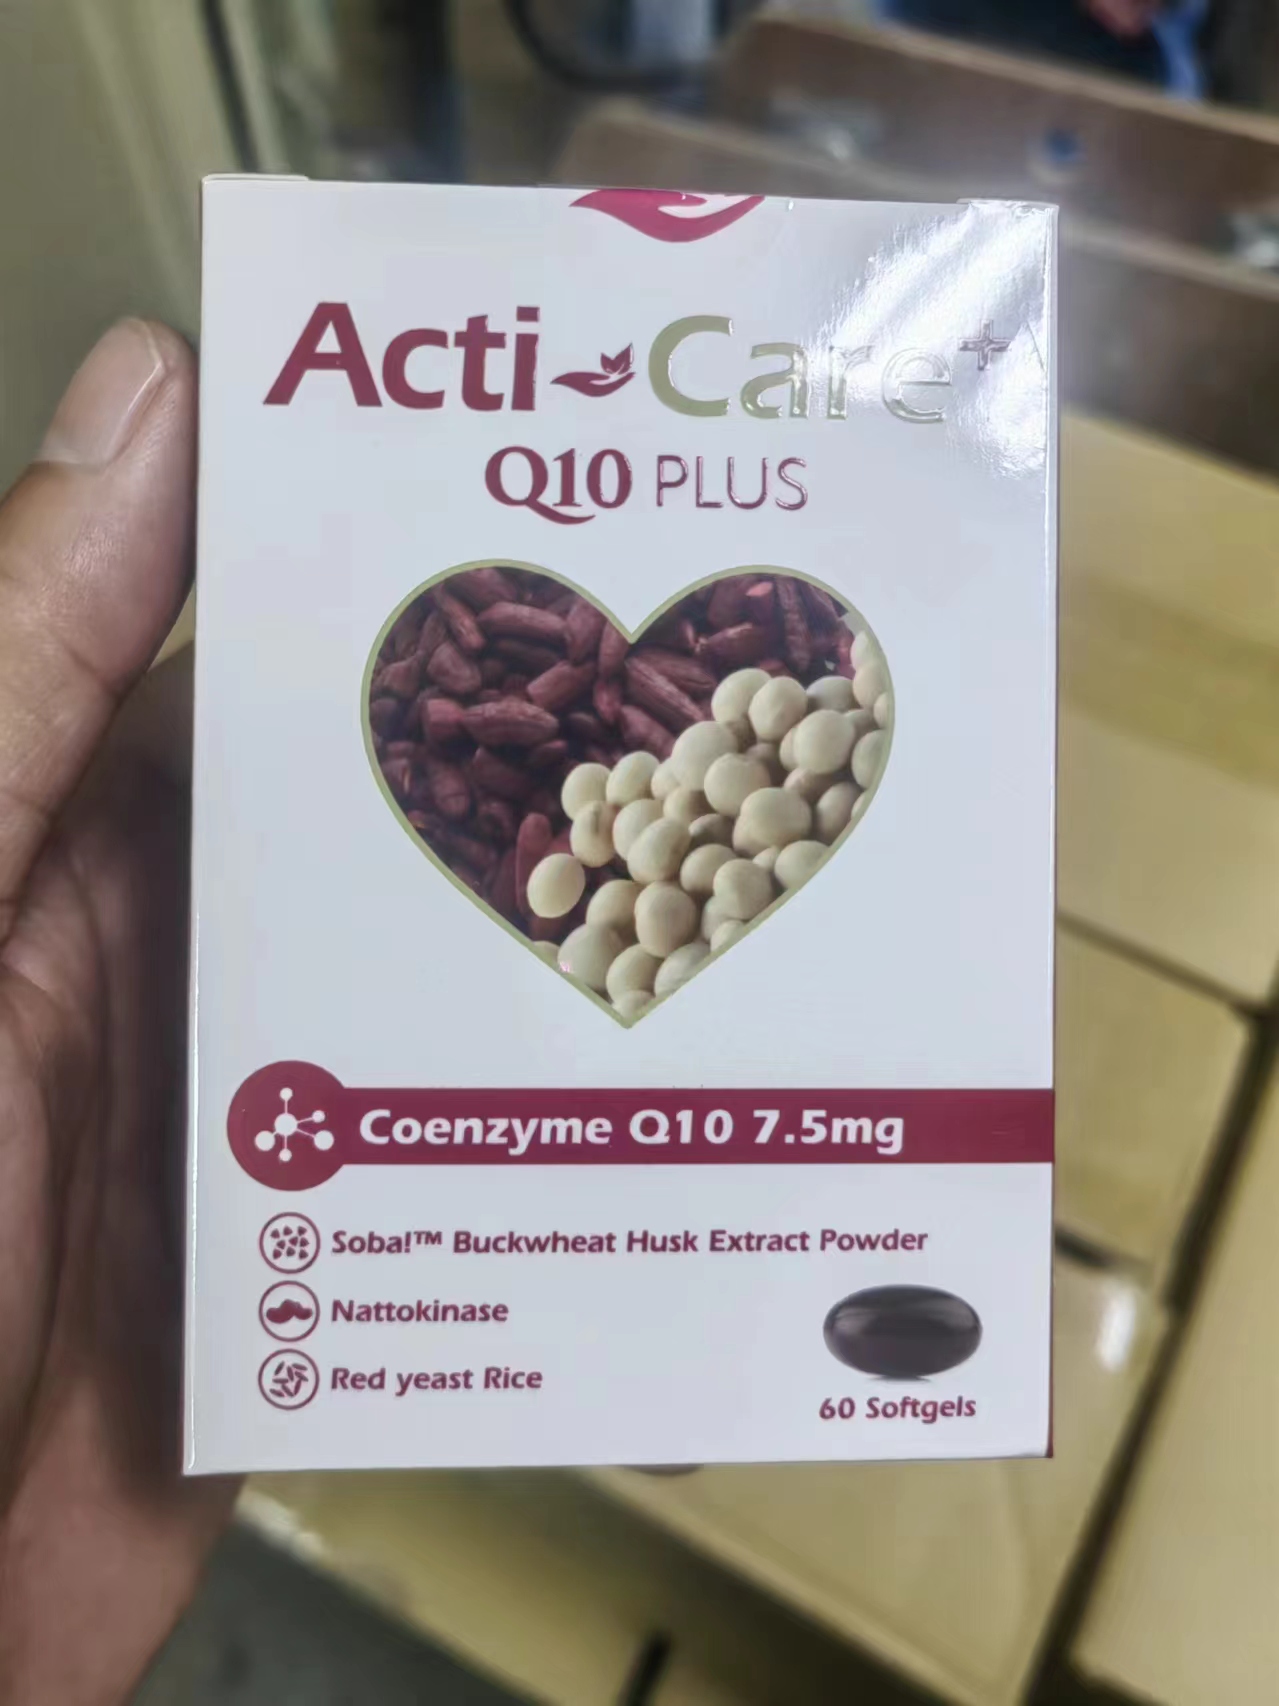 Acti Care+
Q10 PLUS
Coenzyme Q10 7.5mg
Soba!™ Buckwheat Husk Extract Powder
Nattokinase
Red yeast Rice
60 Softgels